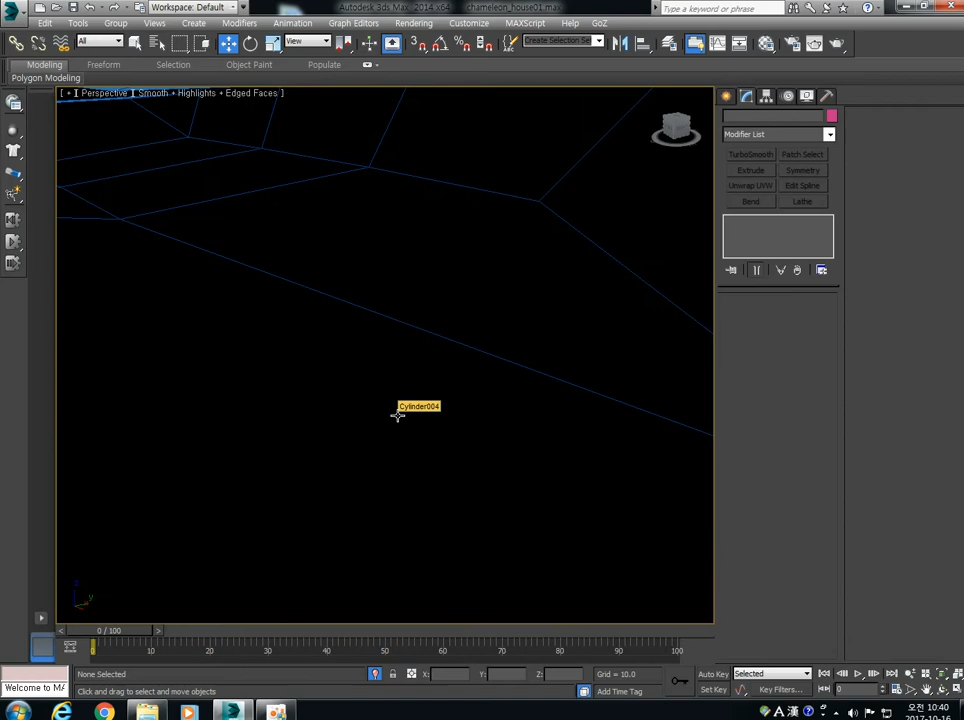 Workspace: Default
Autodesk 3ds Max 2014 x64
chameleon_house01.max
Type a keyword or phrase
Edit
Tools
Group
Views
Create
Modifiers
Animation
Graph Editors
Rendering
Customize
MAXScript
Help
GoZ
All
View
Create Selection Se
Modeling
Freeform
Selection
Object Paint
Populate
Polygon Modeling
[ + ] Perspective ] Smooth + Highlights + Edged Faces ]
Modifier List
TurboSmooth
Patch Select
Extrude
Symmetry
Unwrap UVW
Edit Spline
Bend
Lathe
Cylinder004
z
y
0 / 100
0
10
20
30
40
50
60
70
80
90
100
None Selected
X:
Y:
Z:
Grid = 10.0
Auto Key
Selected
Welcome to MA
Click and drag to select and move objects
Add Time Tag
Set Key
Key Filters...
0
A 漢
오전 10:40
2017-10-16